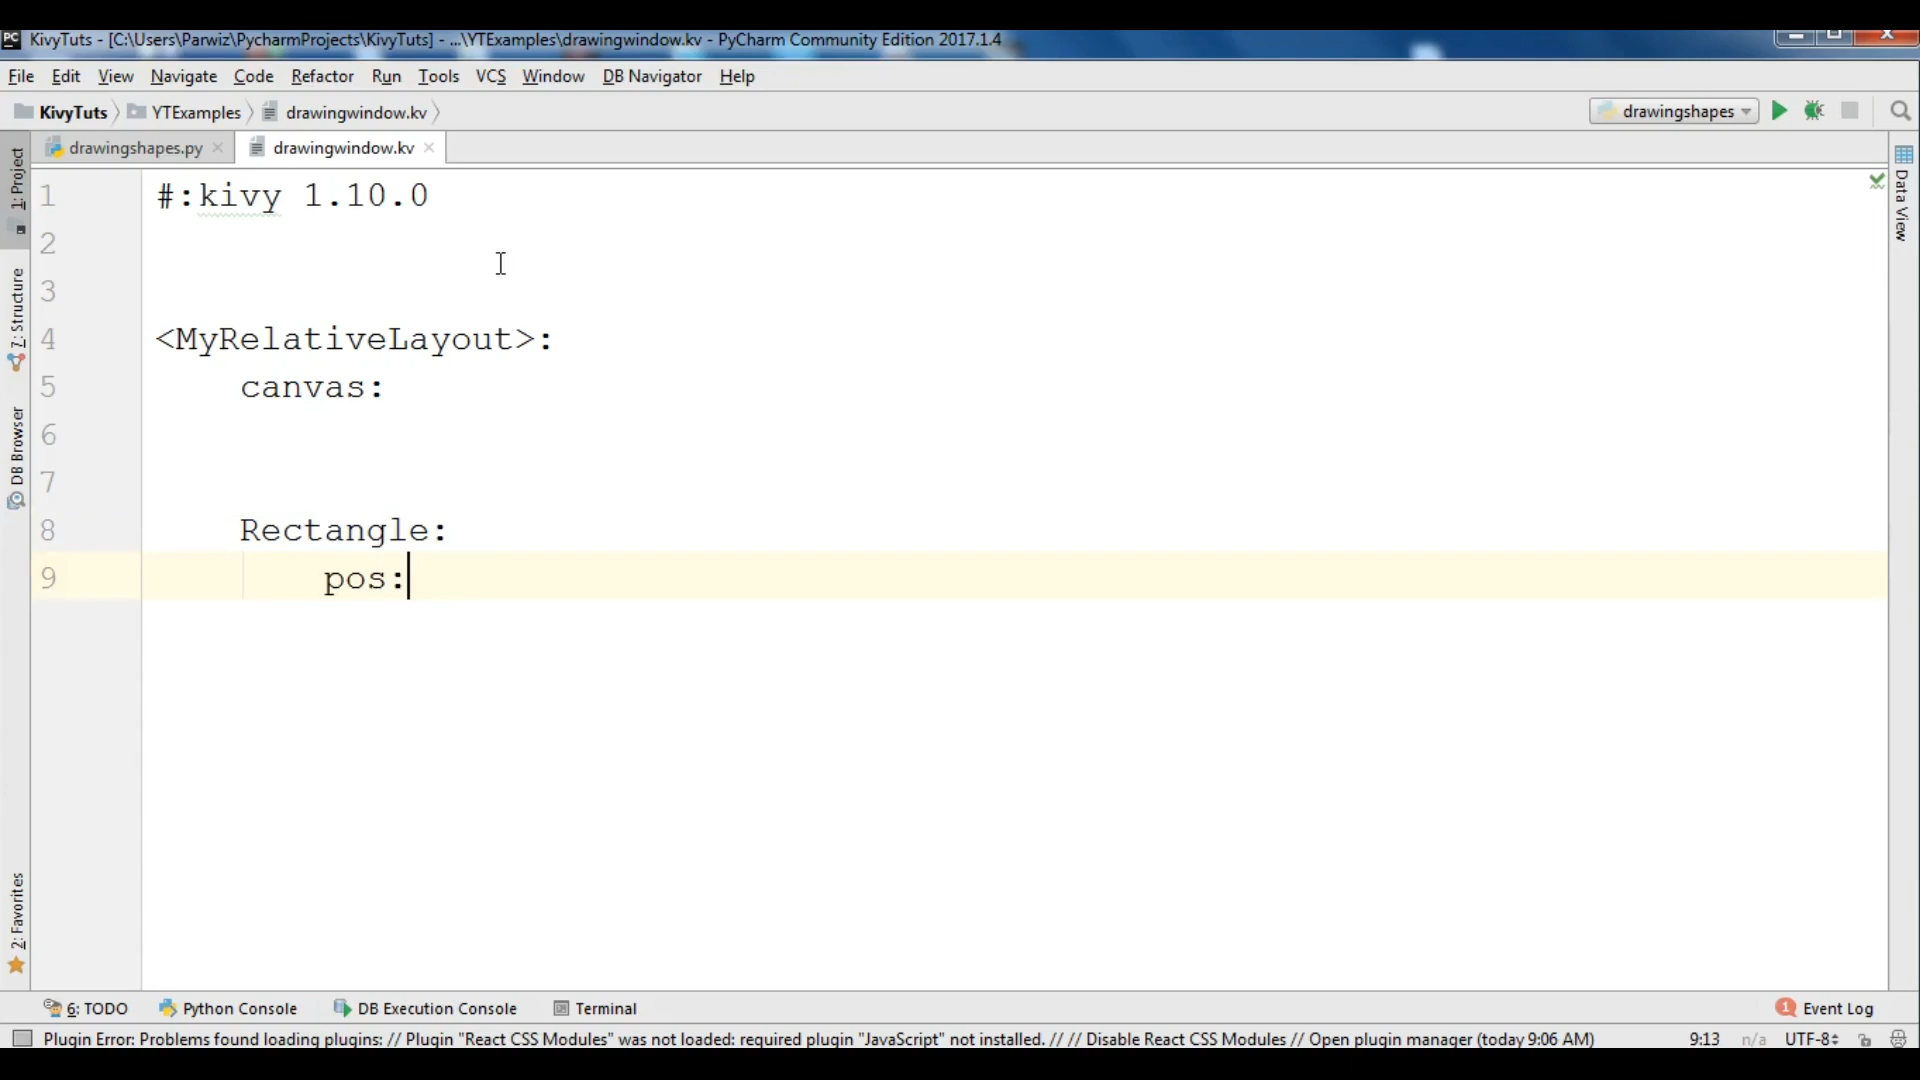 PC KivyTuts - [C:\Users\Parwiz\PycharmProjects\KivyTuts] - ...\YTExamples\drawingwindow.kv - PyCharm Community Edition 2017.1.4
File Edit View Navigate Code Refactor Run Tools VCS Window DB Navigator Help
KivyTuts YTExamples drawingwindow.kv drawingshapes
drawingshapes.py drawingwindow.kv
1: Project
7: Structure
DB Browser
2: Favorites
Data View
1 #:kivy 1.10.0
2
3
4 <MyRelativeLayout>:
5 canvas:
6
7
8 Rectangle:
9 pos:
6: TODO Python Console DB Execution Console Terminal 1 Event Log
Plugin Error: Problems found loading plugins: // Plugin "React CSS Modules" was not loaded: required plugin "JavaScript" not installed. // // Disable React CSS Modules // Open plugin manager (today 9:06 AM) 9:13 n/a UTF-8